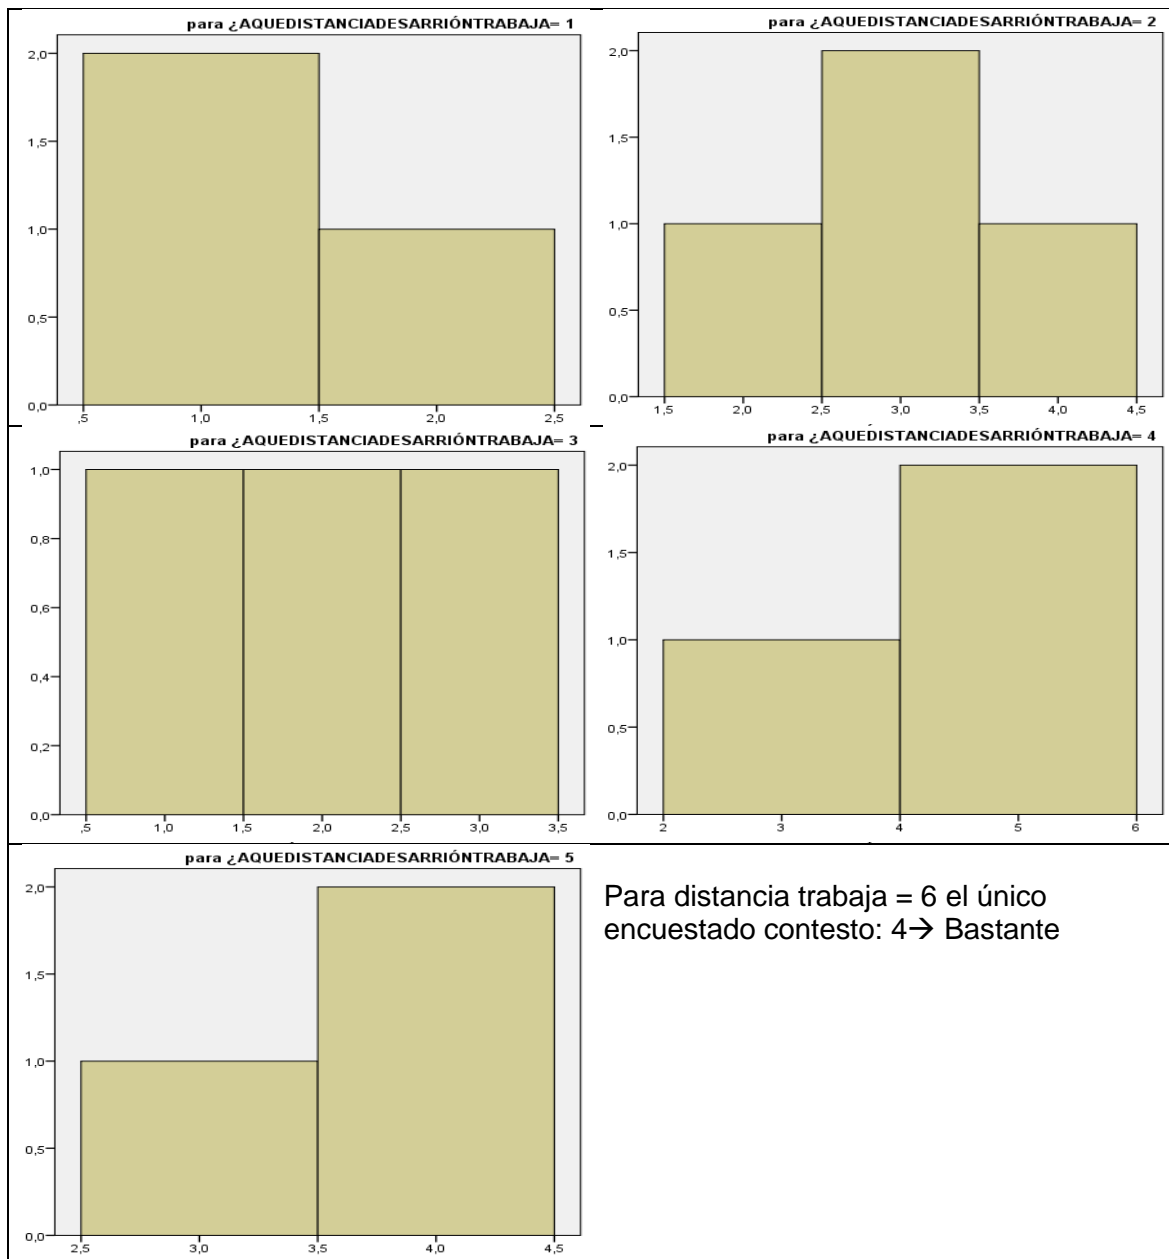 para ¿AQUEDISTANCIADESARRIÓNTRABAJA= 1
2,0
1,5
1,0
0,5
0,0
,5 1,0 1,5 2,0 2,5
para ¿AQUEDISTANCIADESARRIÓNTRABAJA= 2
2,0
1,5
1,0
0,5
0,0
1,5 2,0 2,5 3,0 3,5 4,0 4,5
para ¿AQUEDISTANCIADESARRIÓNTRABAJA= 3
1,0
0,8
0,6
0,4
0,2
0,0
,5 1,0 1,5 2,0 2,5 3,0 3,5
para ¿AQUEDISTANCIADESARRIÓNTRABAJA= 4
2,0
1,5
1,0
0,5
0,0
2 3 4 5 6
para ¿AQUEDISTANCIADESARRIÓNTRABAJA= 5
2,0
1,5
1,0
0,5
0,0
2,5 3,0 3,5 4,0 4,5
Para distancia trabaja = 6 el único
encuestado contesto: 4→ Bastante